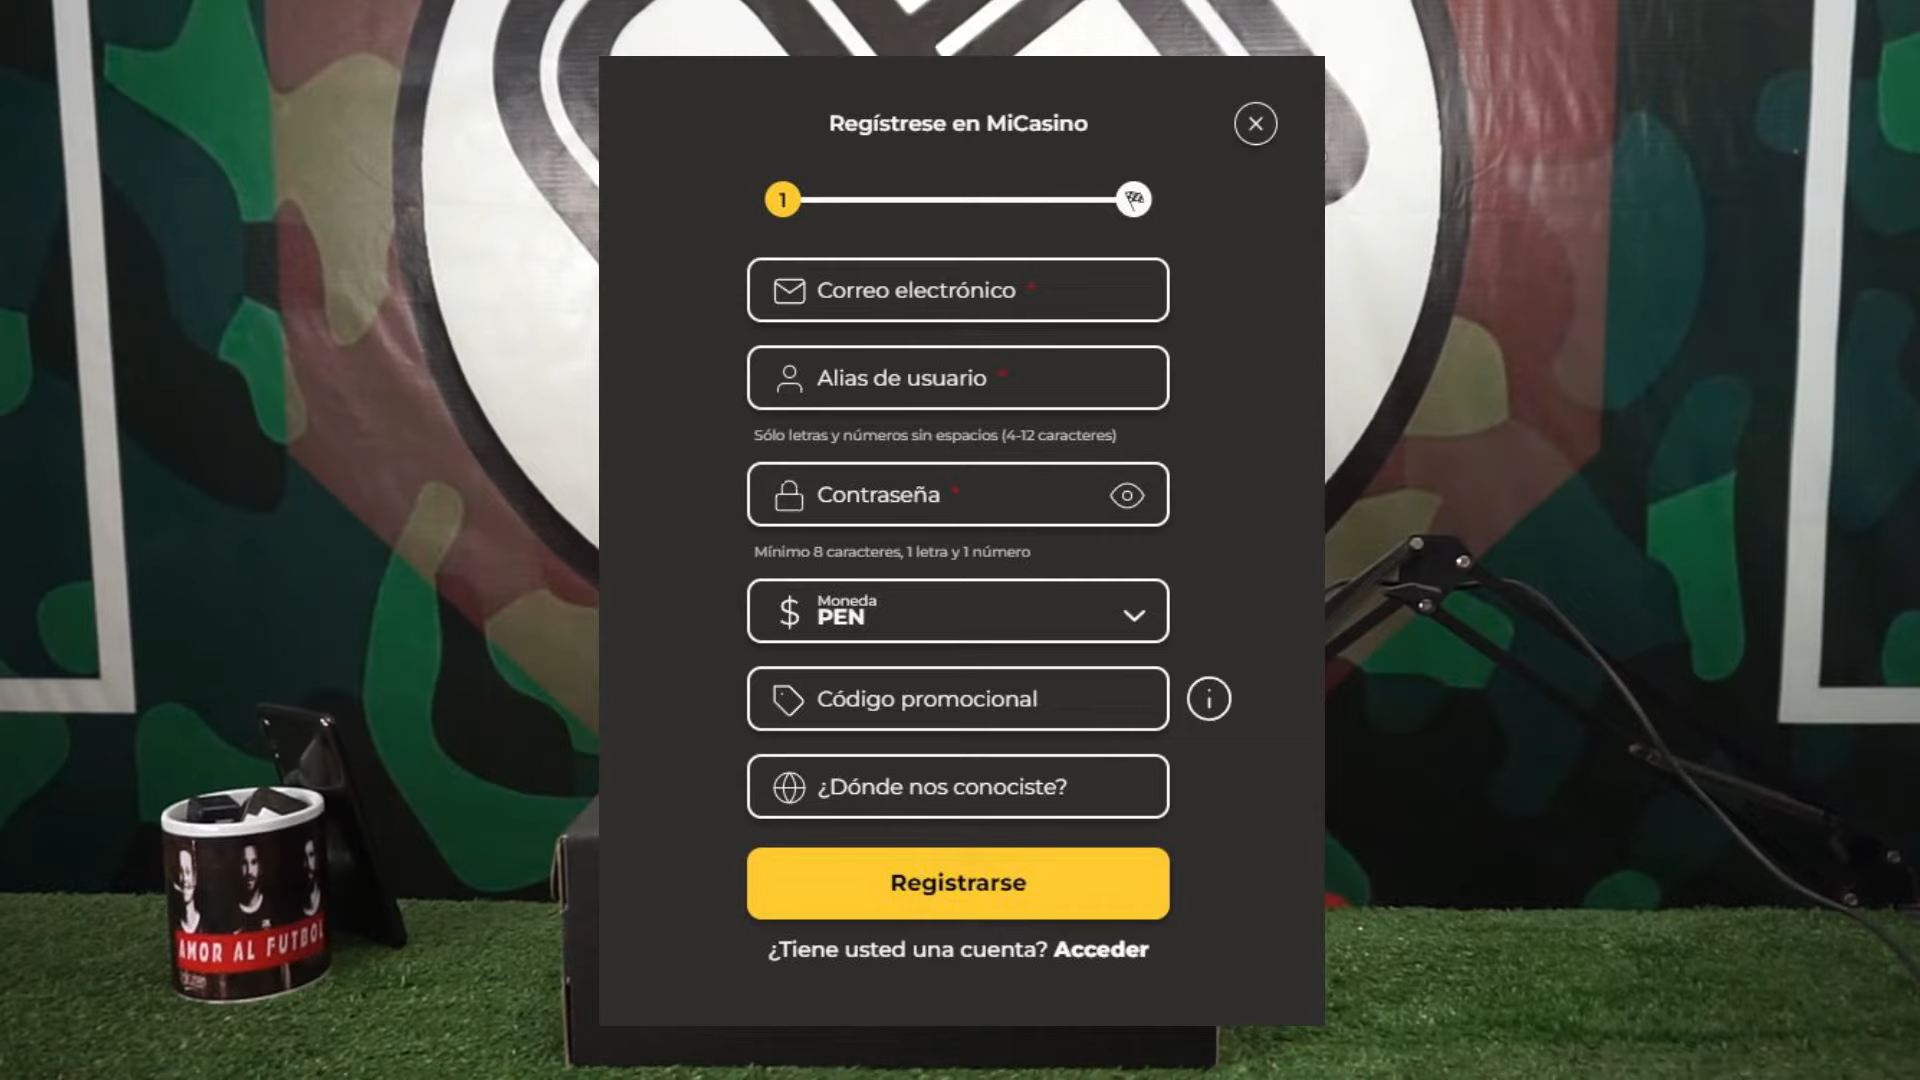 Regístrese en MiCasino
1
Correo electrónico *
Alias de usuario *
Sólo letras y números sin espacios (4-12 caracteres)
Contraseña *
Mínimo 8 caracteres, 1 letra y 1 número
$ Moneda
PEN
Código promocional
i
¿Dónde nos conociste?
Registrarse
¿Tiene usted una cuenta? Acceder
AMOR AL FUTBOL